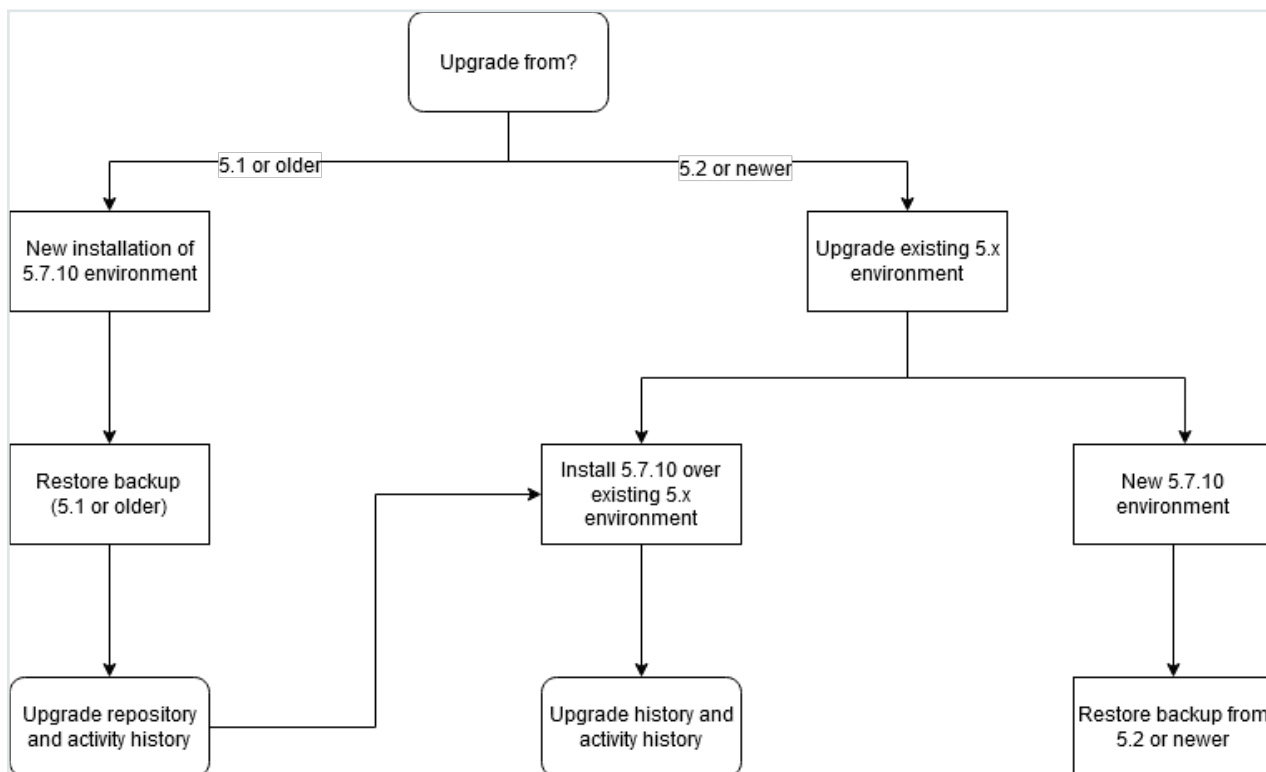 Upgrade from?
5.1 or older
5.2 or newer
New installation of
5.7.10 environment
Upgrade existing 5.x
environment
Restore backup
(5.1 or older)
Install 5.7.10 over
existing 5.x
environment
New 5.7.10
environment
Upgrade repository
and activity history
Upgrade history and
activity history
Restore backup from
5.2 or newer